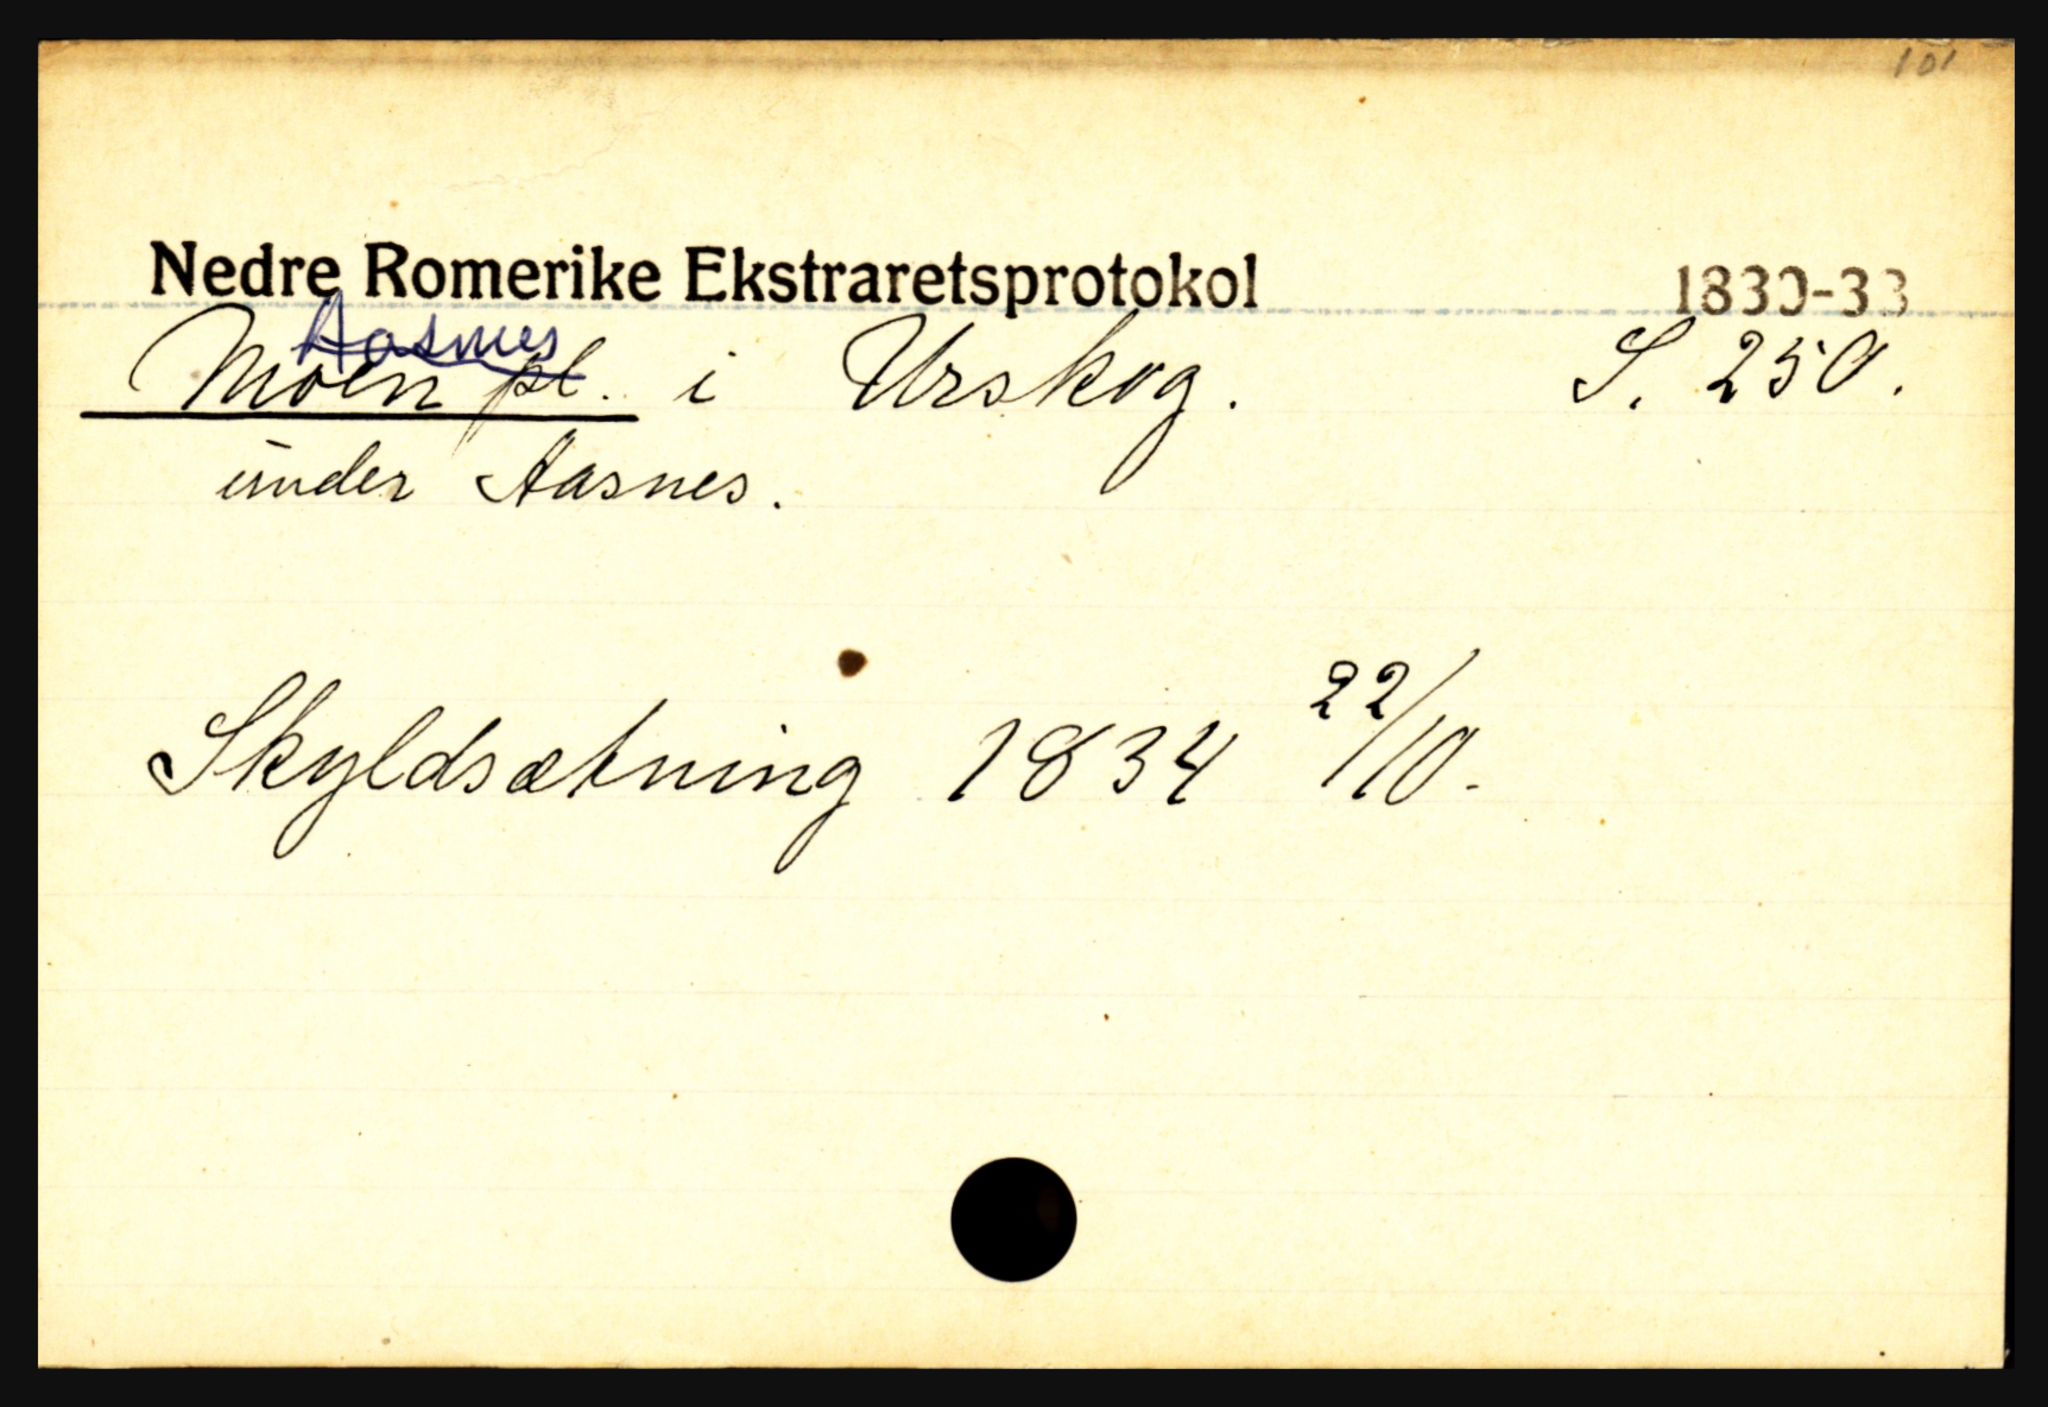 101
Nedre Romerike Ekstraretsprotokol 1830-33
Aasnes
Moen pl. i Urskog. S. 250.
under Aasnes.
Skyldsætning 1834 22/10.